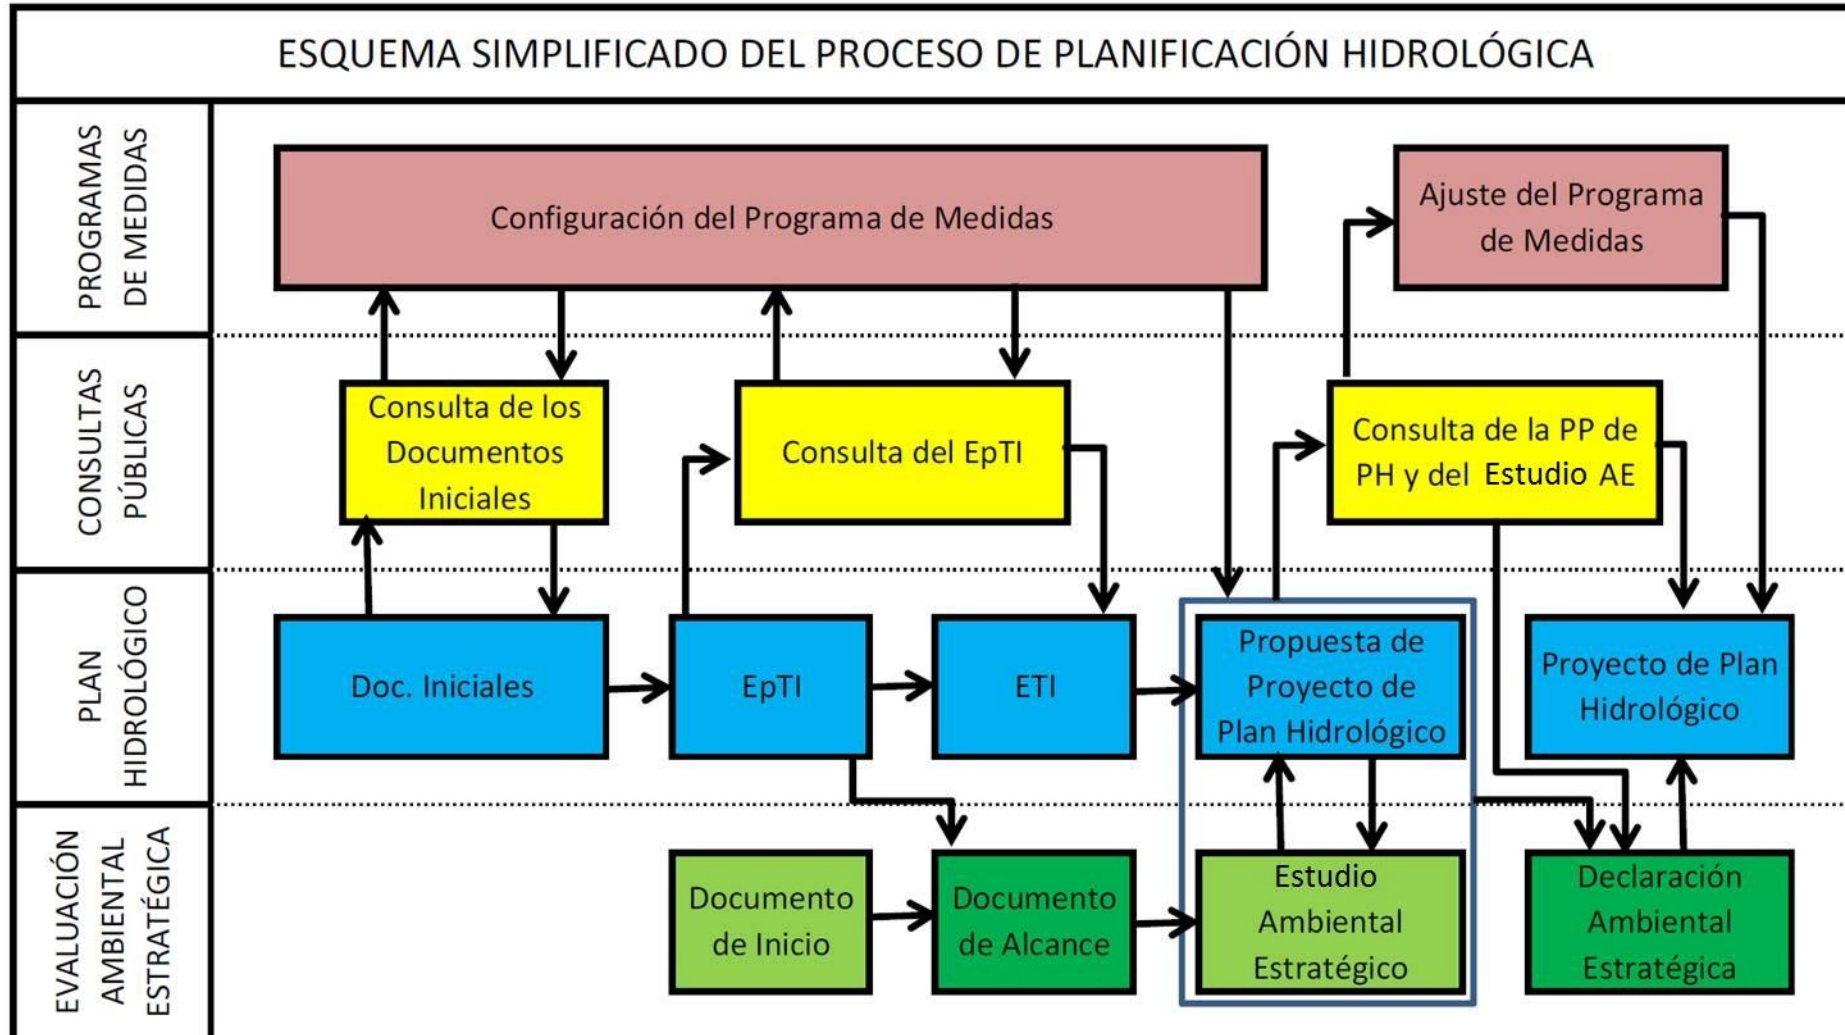 ESQUEMA SIMPLIFICADO DEL PROCESO DE PLANIFICACIÓN HIDROLÓGICA
PROGRAMAS
DE MEDIDAS
Configuración del Programa de Medidas
Ajuste del Programa
de Medidas
CONSULTAS
PÚBLICAS
Consulta de los
Documentos
Iniciales
Consulta del EpTI
Consulta de la PP de
PH y del Estudio AE
PLAN
HIDROLÓGICO
Doc. Iniciales
EpTI
ETI
Propuesta de
Proyecto de
Plan Hidrológico
Proyecto de Plan
Hidrológico
EVALUACIÓN
AMBIENTAL
ESTRATÉGICA
Documento
de Inicio
Documento
de Alcance
Estudio
Ambiental
Estratégico
Declaración
Ambiental
Estratégica